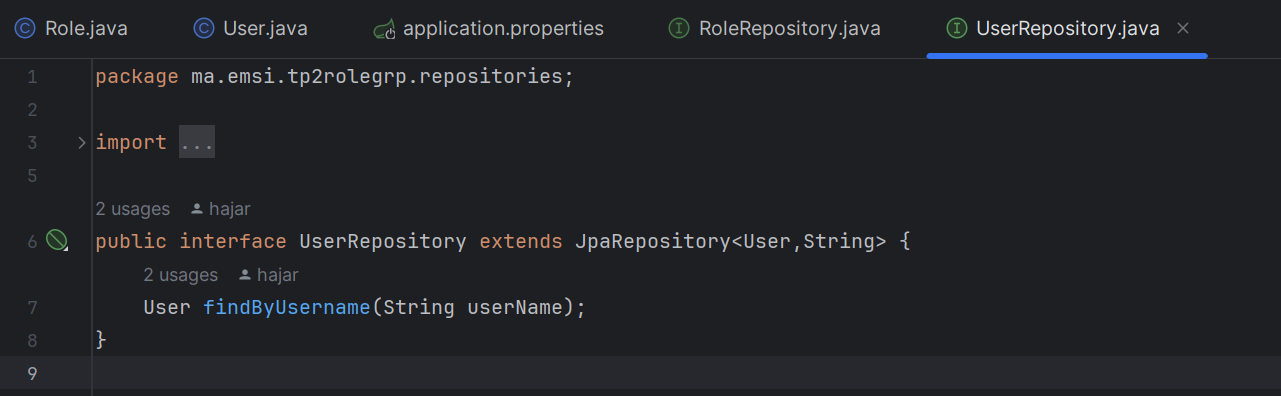 Role.java User.java application.properties RoleRepository.java UserRepository.java
1 package ma.emsi.tp2rolegrp.repositories;
2
3 import ...
5
2 usages hajar
6 public interface UserRepository extends JpaRepository<User,String> {
2 usages hajar
7 User findByUsername(String userName);
8 }
9